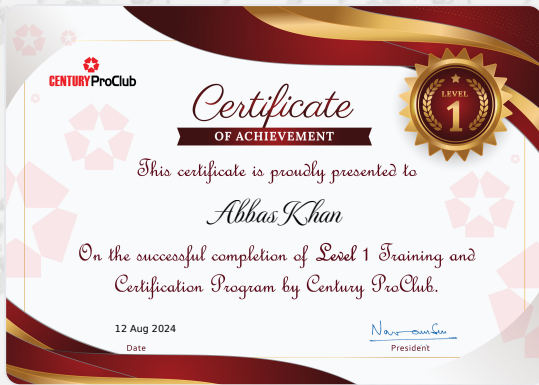 CENTURY ProClub
Certificate
OF ACHIEVEMENT
LEVEL
1
This certificate is proudly presented to
Abbas Khan
On the successful completion of Level 1 Training and
Certification Program by Century ProClub.
12 Aug 2024
Date
President